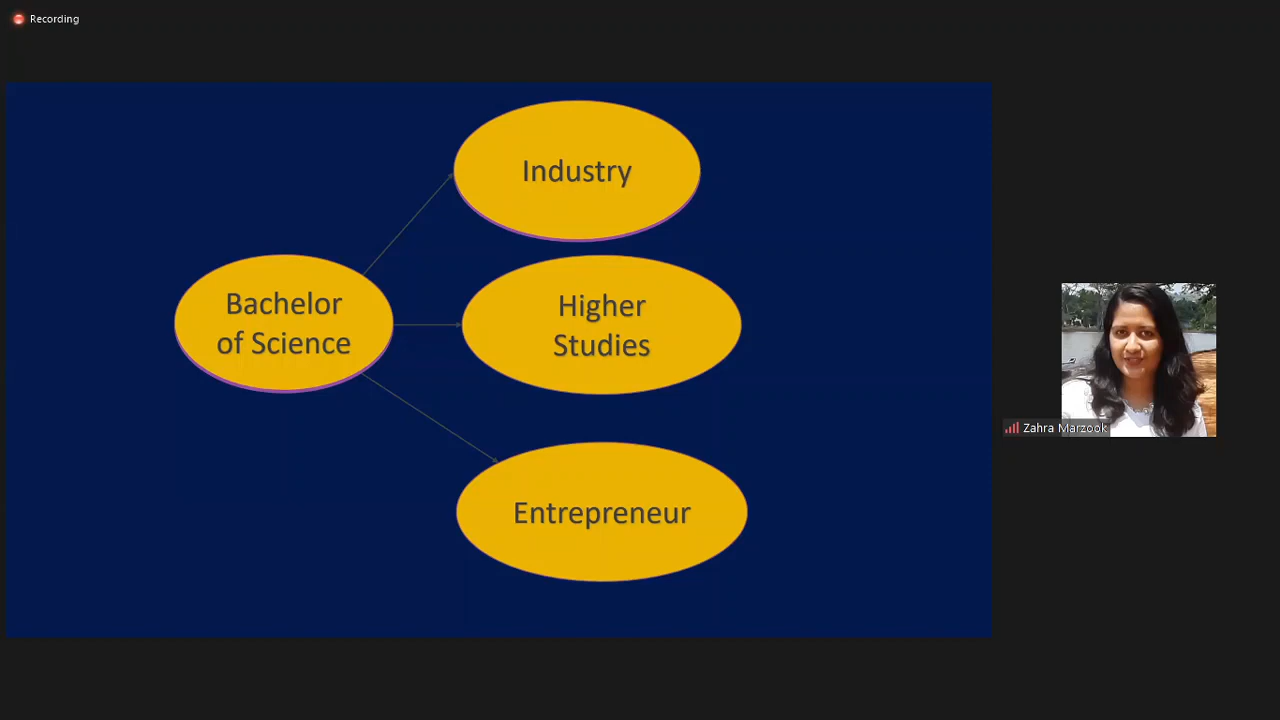 Recording
Industry
Bachelor
of Science
Higher
Studies
Entrepreneur
Zahra Marzook